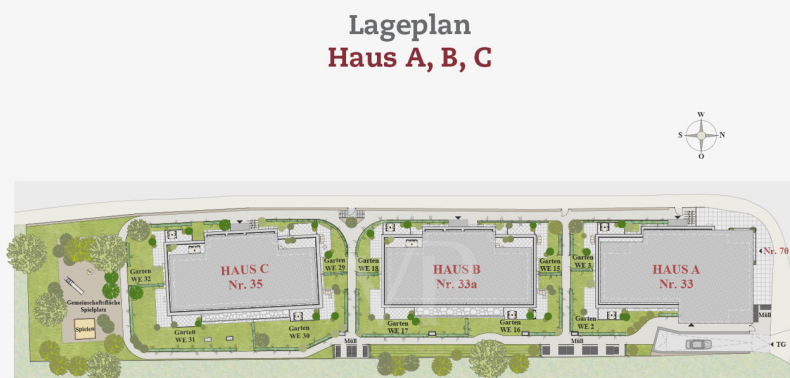 Lageplan
Haus A, B, C
W
S N
O
Nr. 70
HAUS C
Nr. 35
HAUS B
Nr. 33a
HAUS A
Nr. 33
Garten
WE 32
Garten
WE 29
Garten
WE 18
Garten
WE 15
Garten
WE 3
Gemeinschaftsfläche
Spielplatz
Garten
WE 31
Garten
WE 30
Garten
WE 17
Garten
WE 16
Garten
WE 2
Müll
Müll
Müll
TG